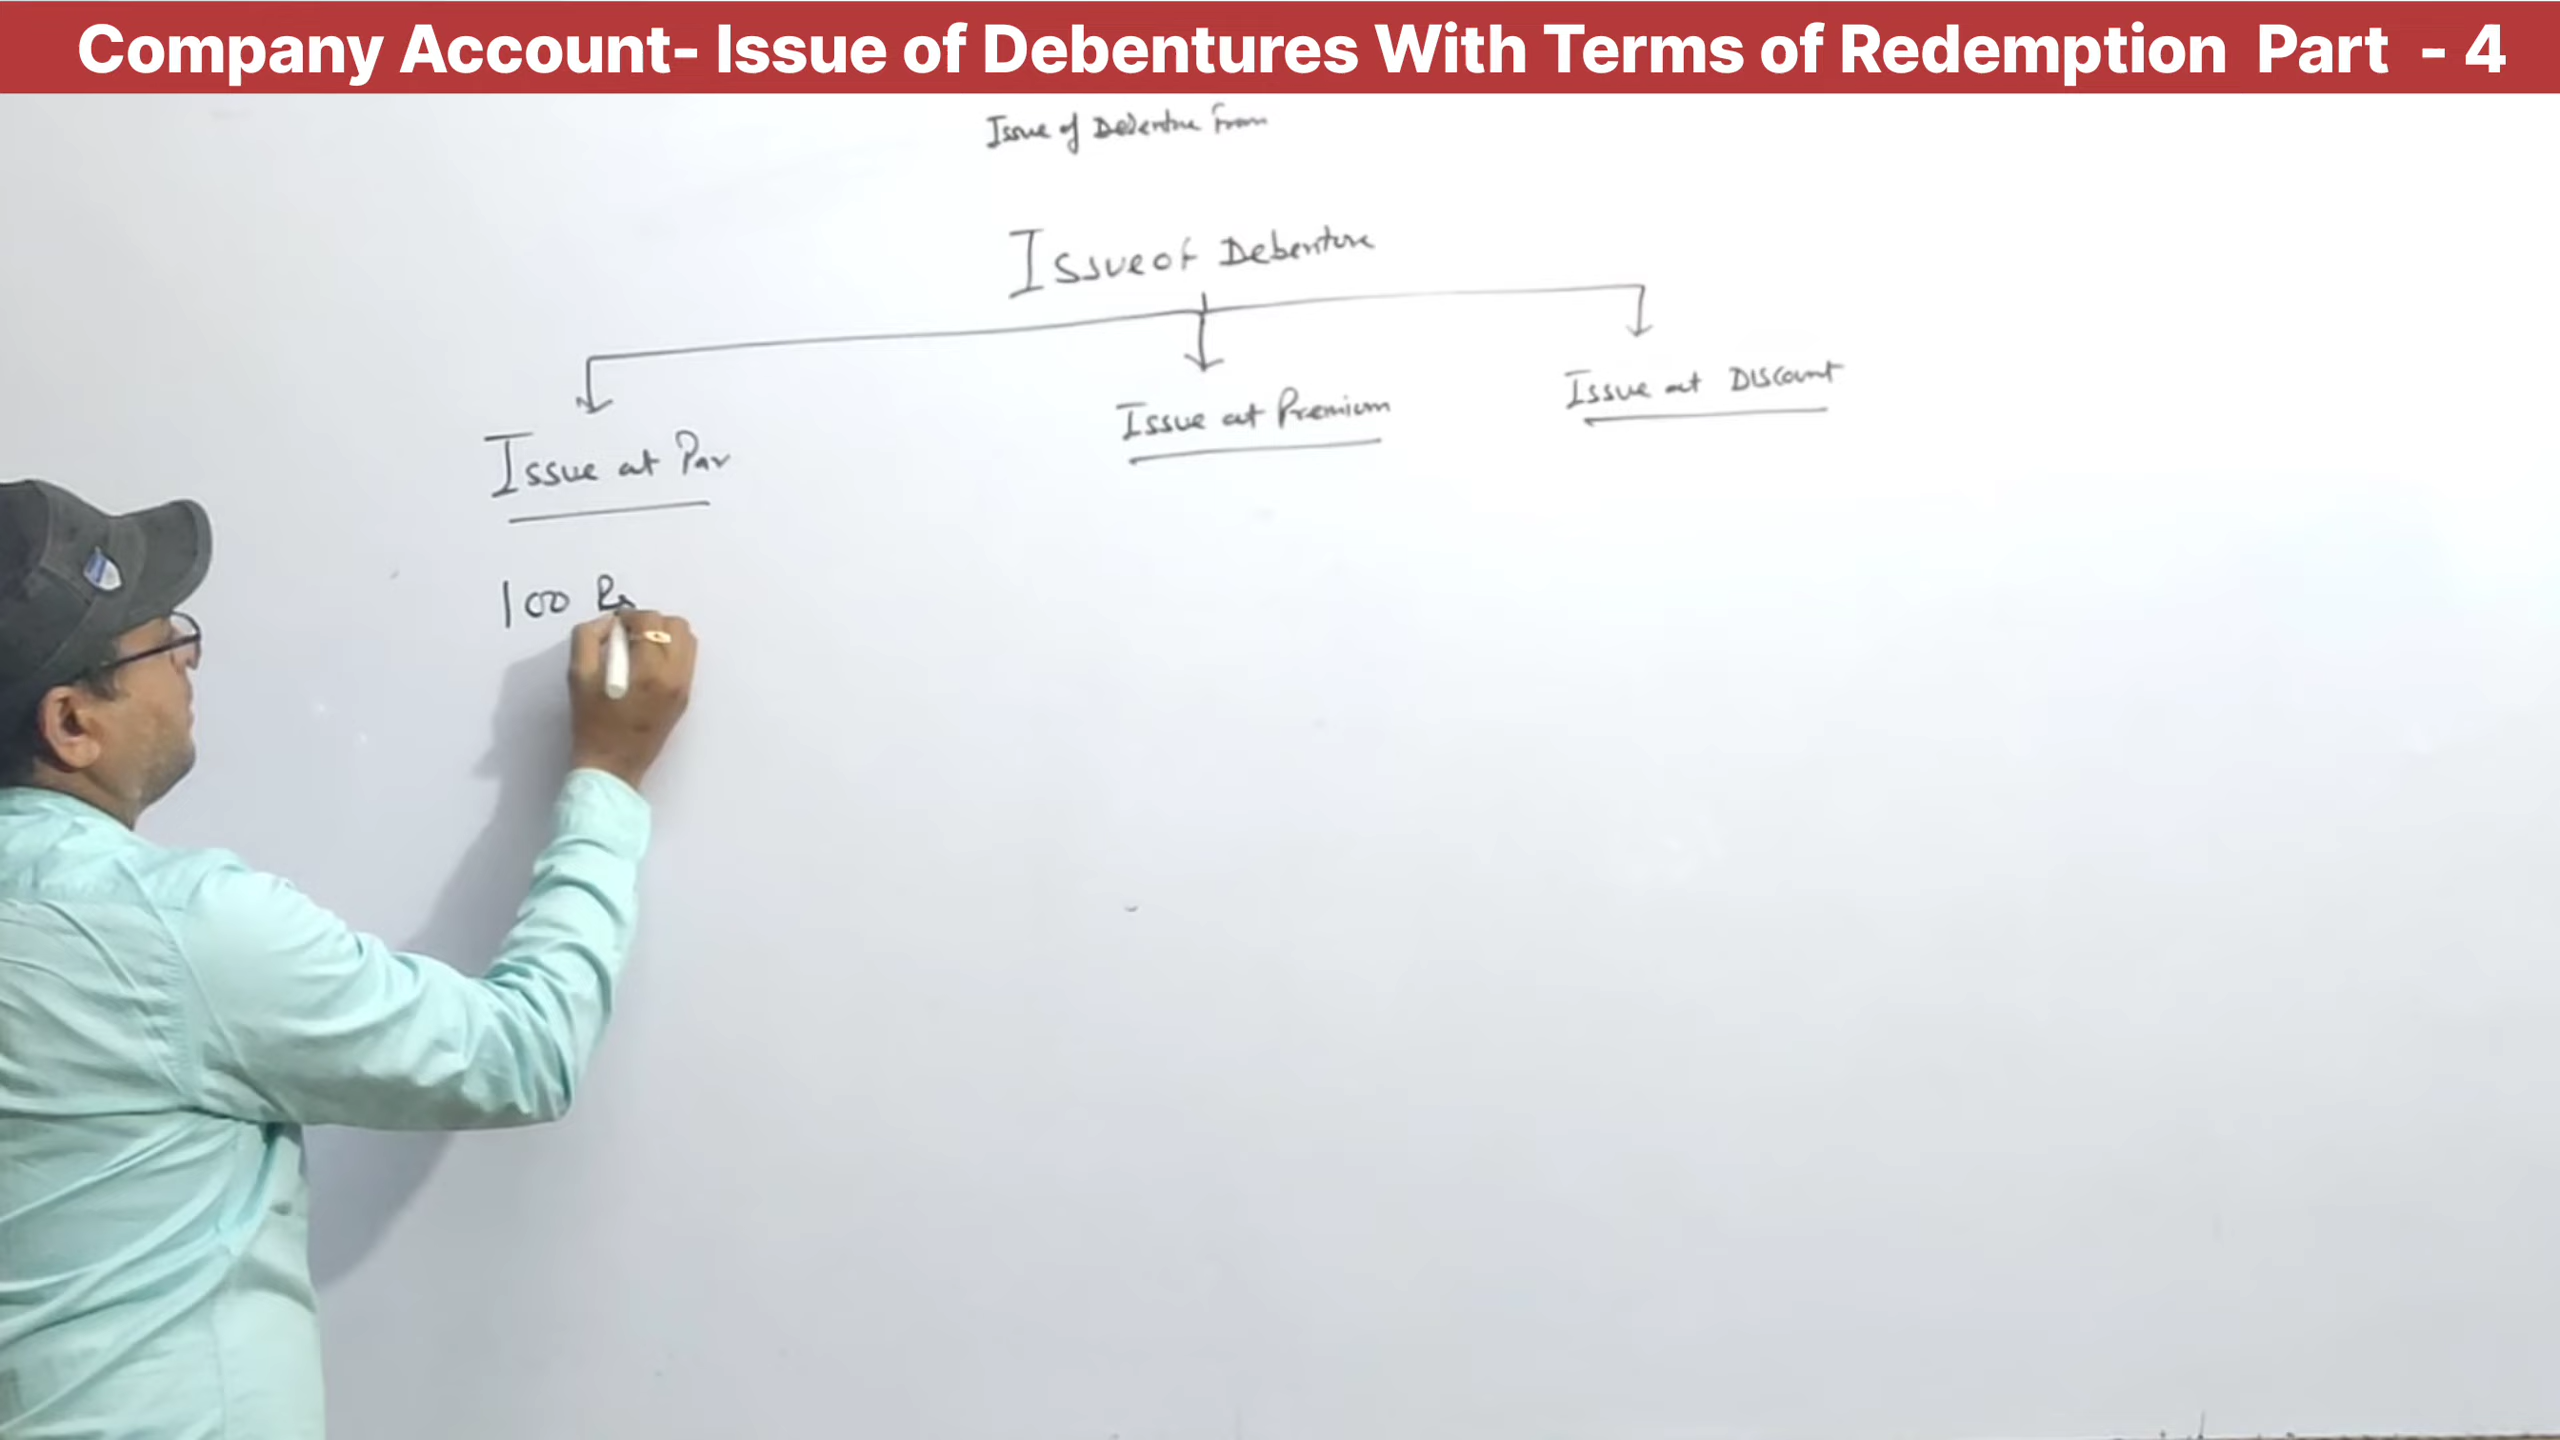 Company Account- Issue of Debentures With Terms of Redemption Part - 4
Issue of Debenture From
Issue of Debenture
Issue at Par
Issue at Premium
Issue at Discount
100 Rs